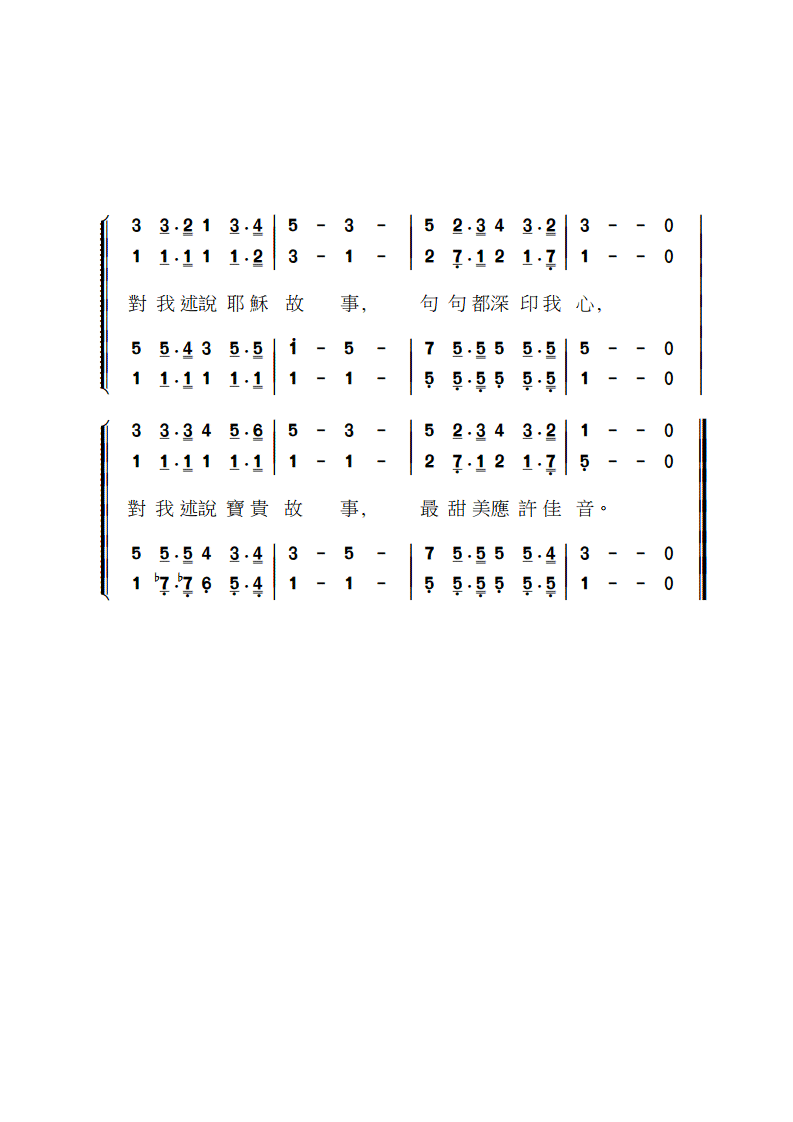 3 3·2 1 3·4 | 5 - 3 - | 5 2·3 4 3·2 | 3 - - 0
1 1·1 1 1·2 | 3 - 1 - | 2 7̣·1 2 1·7̣ | 1 - - 0
對 我 述說 耶 穌 故 事, 句 句 都深 印 我 心,
5 5·4 3 5·5 | i - 5 - | 7 5·5 5 5·5 | 5 - - 0
1 1·1 1 1·1 | 1 - 1 - | 5̣ 5̣·5̣ 5̣ 5̣·5̣ | 1 - - 0
3 3·3 4 5·6 | 5 - 3 - | 5 2·3 4 3·2 | 1 - - 0
1 1·1 1 1·1 | 1 - 1 - | 2 7̣·1 2 1·7̣ | 5̣ - - 0
對 我 述說 寶 貴 故 事, 最 甜 美應 許 佳 音。
5 5·5 4 3·4 | 3 - 5 - | 7 5·5 5 5·4 | 3 - - 0
1 ♭7̣·♭7̣ 6̣ 5̣·4̣ | 1 - 1 - | 5̣ 5̣·5̣ 5̣ 5̣·5̣ | 1 - - 0